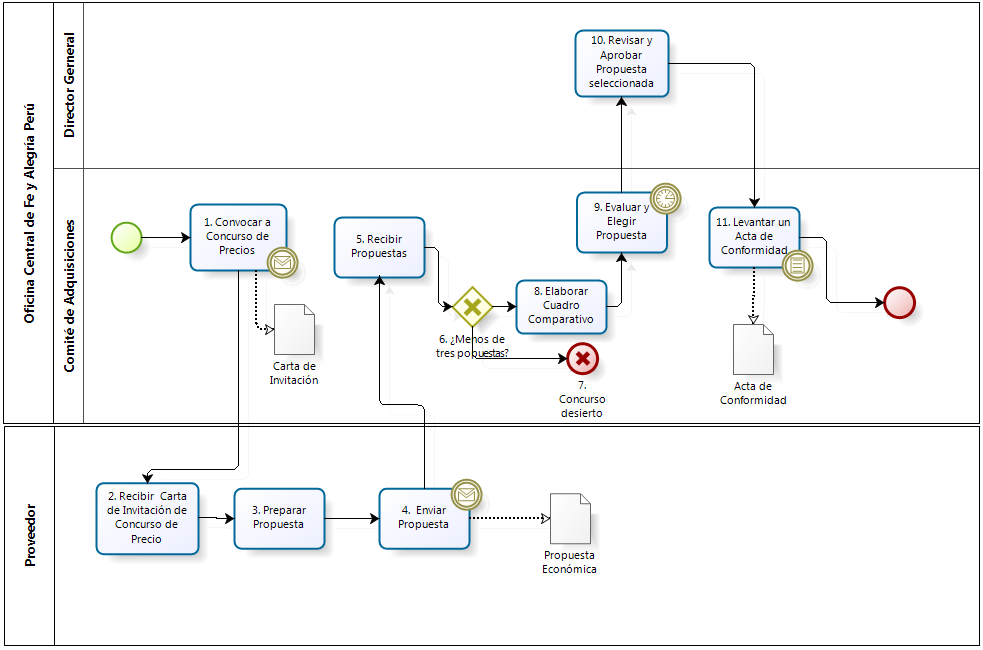 Oficina Central de Fe y Alegría Perú
Director Gerneral
10. Revisar y
Aprobar
Propuesta
seleccionada
Comité de Adquisiciones
1. Convocar a
Concurso de
Precios
Carta de
Invitación
5. Recibir
Propuestas
6. ¿Menos de
tres popuestas?
7.
Concurso
desierto
8. Elaborar
Cuadro
Comparativo
9. Evaluar y
Elegir
Propuesta
11. Levantar un
Acta de
Conformidad
Acta de
Conformidad
Proveedor
2. Recibir Carta
de Invitación de
Concurso de
Precio
3. Preparar
Propuesta
4. Enviar
Propuesta
Propuesta
Económica